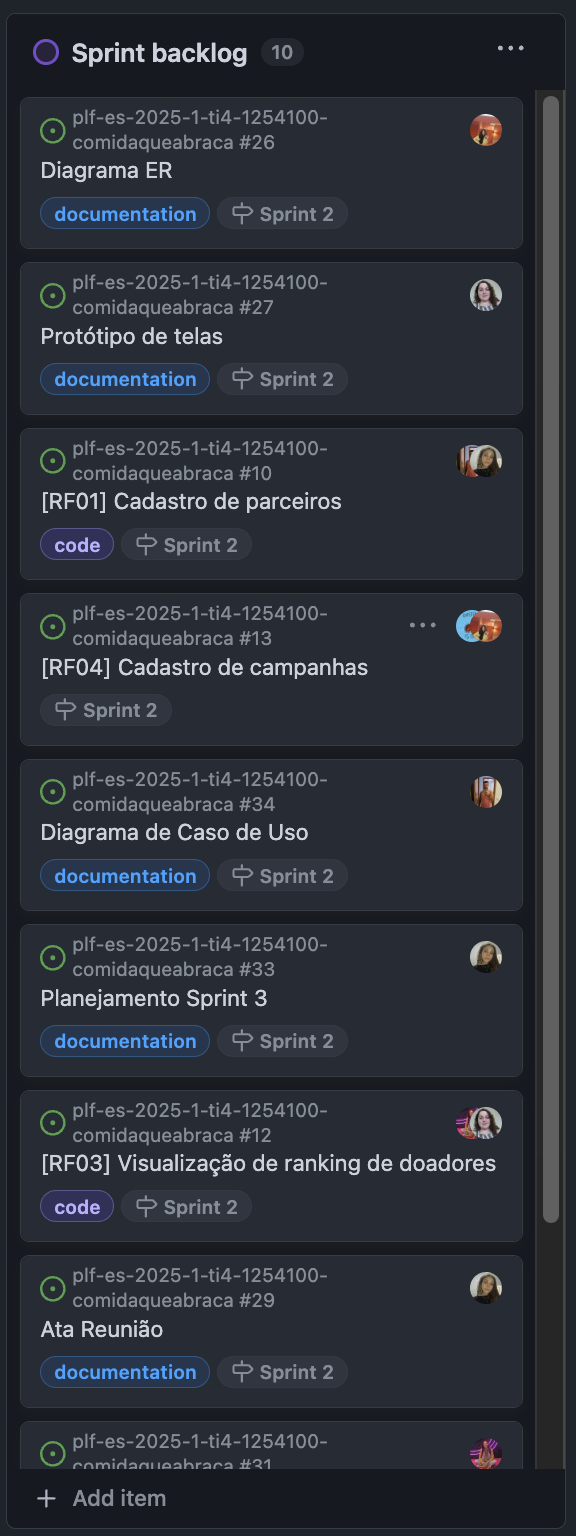 Sprint backlog 10
plf-es-2025-1-ti4-1254100-
comidaqueabraca #26
Diagrama ER
documentation Sprint 2
plf-es-2025-1-ti4-1254100-
comidaqueabraca #27
Protótipo de telas
documentation Sprint 2
plf-es-2025-1-ti4-1254100-
comidaqueabraca #10
[RF01] Cadastro de parceiros
code Sprint 2
plf-es-2025-1-ti4-1254100-
comidaqueabraca #13
[RF04] Cadastro de campanhas
Sprint 2
plf-es-2025-1-ti4-1254100-
comidaqueabraca #34
Diagrama de Caso de Uso
documentation Sprint 2
plf-es-2025-1-ti4-1254100-
comidaqueabraca #33
Planejamento Sprint 3
documentation Sprint 2
plf-es-2025-1-ti4-1254100-
comidaqueabraca #12
[RF03] Visualização de ranking de doadores
code Sprint 2
plf-es-2025-1-ti4-1254100-
comidaqueabraca #29
Ata Reunião
documentation Sprint 2
plf-es-2025-1-ti4-1254100-
comidaqueabraca #31
Add item